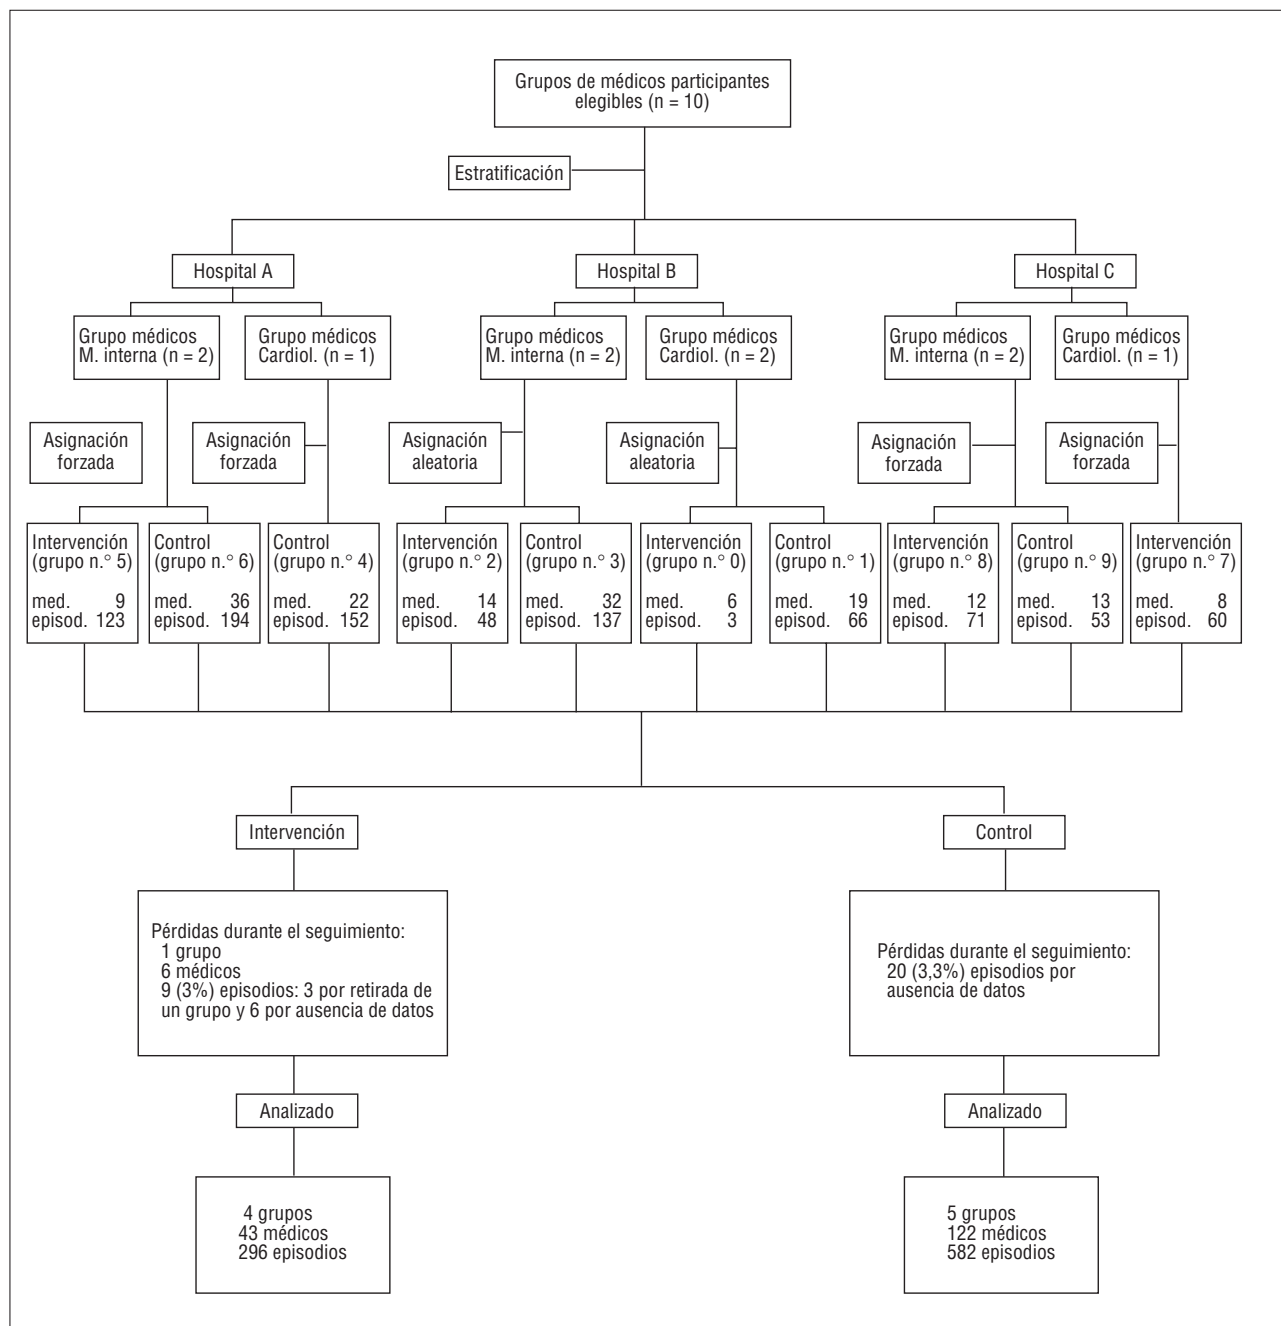 Grupos de médicos participantes
elegibles (n = 10)
Estratificación
Hospital A
Hospital B
Hospital C
Grupo médicos
M. interna (n = 2)
Grupo médicos
Cardiol. (n = 1)
Grupo médicos
M. interna (n = 2)
Grupo médicos
Cardiol. (n = 2)
Grupo médicos
M. interna (n = 2)
Grupo médicos
Cardiol. (n = 1)
Asignación
forzada
Asignación
forzada
Asignación
aleatoria
Asignación
aleatoria
Asignación
forzada
Asignación
forzada
Intervención
(grupo n.° 5)
med. 9
episod. 123
Control
(grupo n.° 6)
med. 36
episod. 194
Control
(grupo n.° 4)
med. 22
episod. 152
Intervención
(grupo n.° 2)
med. 14
episod. 48
Control
(grupo n.° 3)
med. 32
episod. 137
Intervención
(grupo n.° 0)
med. 6
episod. 3
Control
(grupo n.° 1)
med. 19
episod. 66
Intervención
(grupo n.° 8)
med. 12
episod. 71
Control
(grupo n.° 9)
med. 13
episod. 53
Intervención
(grupo n.° 7)
med. 8
episod. 60
Intervención
Control
Pérdidas durante el seguimiento:
1 grupo
6 médicos
9 (3%) episodios: 3 por retirada de
un grupo y 6 por ausencia de datos
Pérdidas durante el seguimiento:
20 (3,3%) episodios por
ausencia de datos
Analizado
Analizado
4 grupos
43 médicos
296 episodios
5 grupos
122 médicos
582 episodios